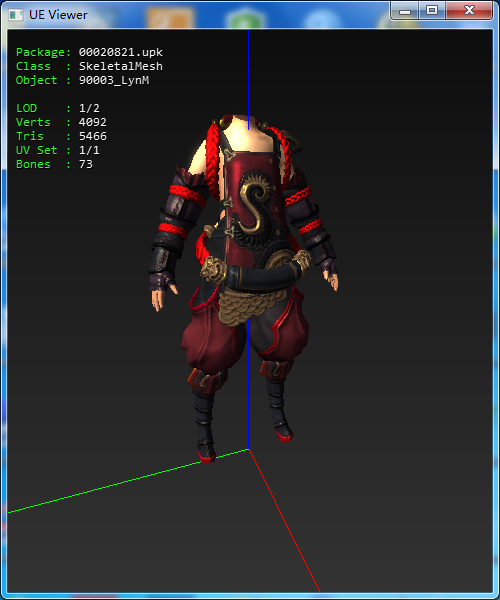 UE Viewer
Package: 00020821.upk
Class : SkeletalMesh
Object : 90003_LynM
LOD : 1/2
Verts : 4092
Tris : 5466
UV Set : 1/1
Bones : 73